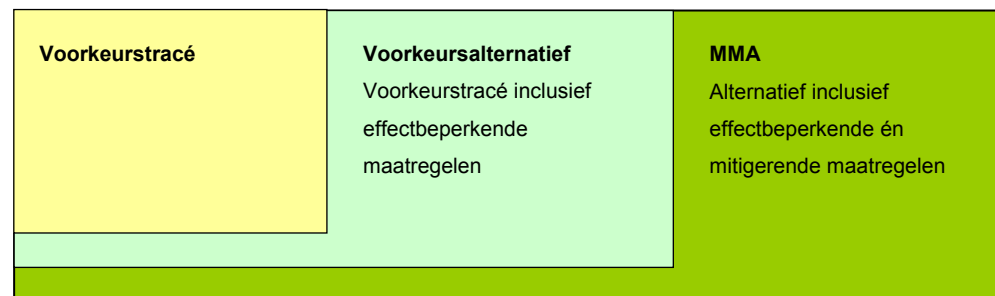 Voorkeurstracé
Voorkeursalternatief
Voorkeurstracé inclusief
effectbeperkende
maatregelen
MMA
Alternatief inclusief
effectbeperkende én
mitigerende maatregelen